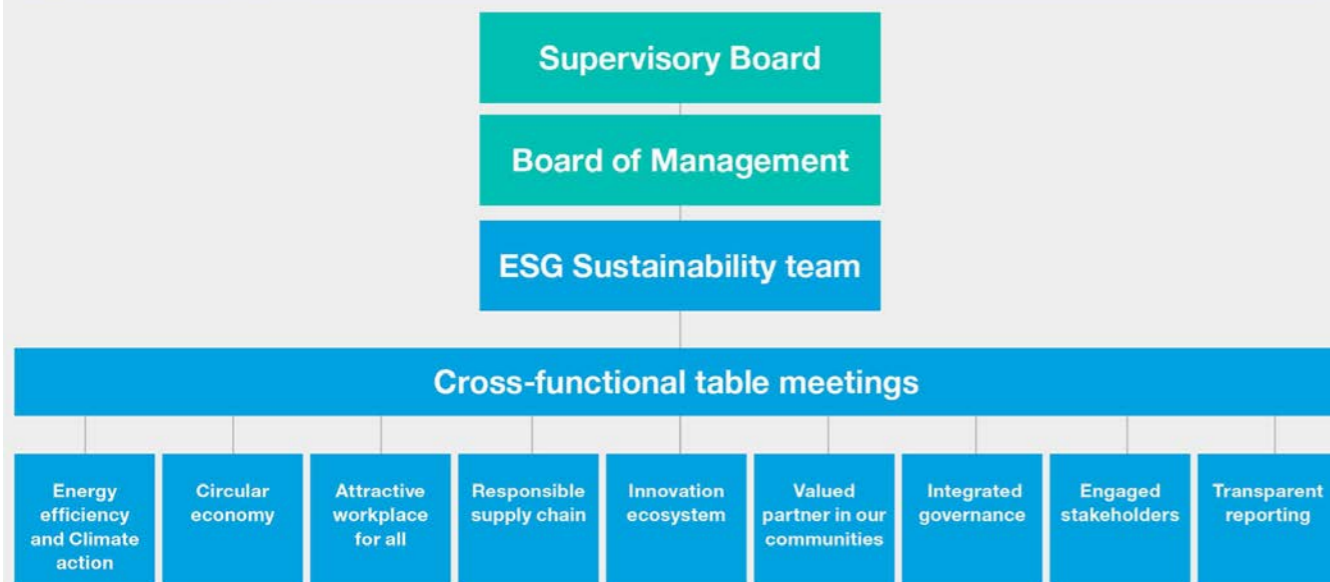 Supervisory Board
Board of Management
ESG Sustainability team
Cross-functional table meetings
Energy
efficiency
and Climate
action
Circular
economy
Attractive
workplace
for all
Responsible
supply chain
Innovation
ecosystem
Valued
partner in our
communities
Integrated
governance
Engaged
stakeholders
Transparent
reporting